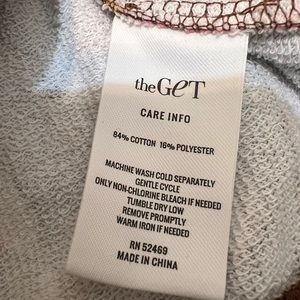 theGeT
CARE INFO
84% COTTON 16% POLYESTER
MACHINE WASH COLD SEPARATELY
GENTLE CYCLE
ONLY NON-CHLORINE BLEACH IF NEEDED
TUMBLE DRY LOW
REMOVE PROMPTLY
WARM IRON IF NEEDED
RN 52469
MADE IN CHINA